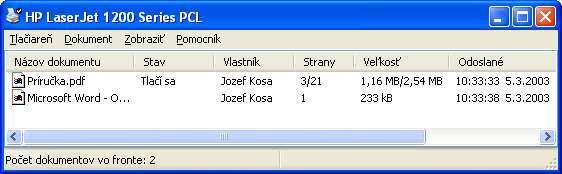 HP LaserJet 1200 Series PCL
Tlačiareň Dokument Zobraziť Pomocník
Názov dokumentu Stav Vlastník Strany Veľkosť Odoslané
Príručka.pdf Tlačí sa Jozef Kosa 3/21 1,16 MB/2,54 MB 10:33:33 5.3.2003
Microsoft Word - O... Jozef Kosa 1 233 kB 10:33:38 5.3.2003
Počet dokumentov vo fronte: 2